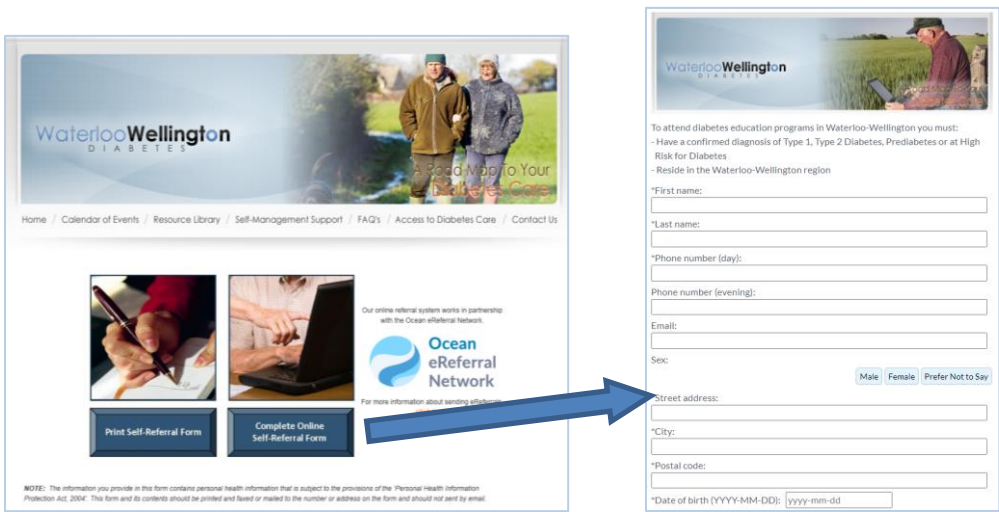 WaterlooWellington
DIABETES
A Road Map To Your
Diabetes Care
Home / Calendar of Events / Resource Library / Self-Management Support / FAQ's / Access to Diabetes Care / Contact Us
Our online referral system works in partnership
with the Ocean eReferral Network.
Ocean
eReferral
Network
For more information about sending eReferrals
Print Self-Referral Form
Complete Online
Self-Referral Form
NOTE: The information you provide in this form contains personal health information that is subject to the provisions of the 'Personal Health Information
Protection Act, 2004'. This form and its contents should be printed and faxed or mailed to the number or address on the form and should not sent by email.
WaterlooWellington
DIABETES
To attend diabetes education programs in Waterloo-Wellington you must:
- Have a confirmed diagnosis of Type 1, Type 2 Diabetes, Prediabetes or at High
Risk for Diabetes
- Reside in the Waterloo-Wellington region
*First name:
*Last name:
*Phone number (day):
Phone number (evening):
Email:
Sex:
Male Female Prefer Not to Say
Street address:
*City:
*Postal code:
*Date of birth (YYYY-MM-DD): yyyy-mm-dd